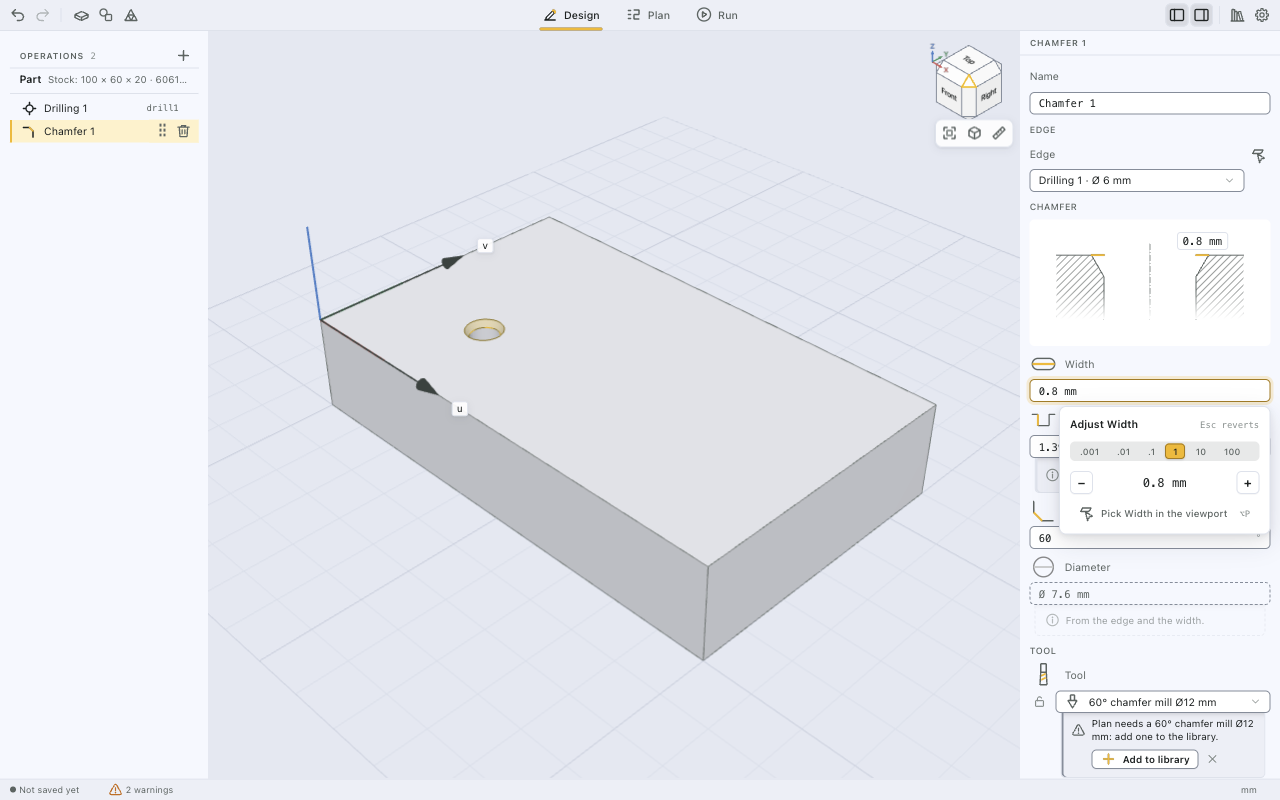 Design
Plan
Run
OPERATIONS 2
Part Stock: 100 × 60 × 20 · 6061...
Drilling 1 drill1
Chamfer 1
Z
Y
X
Top
Front
Right
v
u
CHAMFER 1
Name
Chamfer 1
EDGE
Edge
Drilling 1 · Ø 6 mm
CHAMFER
0.8 mm
Width
0.8 mm
Adjust Width Esc reverts
.001 .01 .1 1 10 100
− 0.8 mm +
Pick Width in the viewport ⌥P
60 °
Diameter
Ø 7.6 mm
From the edge and the width.
TOOL
Tool
60° chamfer mill Ø12 mm
Plan needs a 60° chamfer mill Ø12
mm: add one to the library.
Add to library
Not saved yet
2 warnings
mm